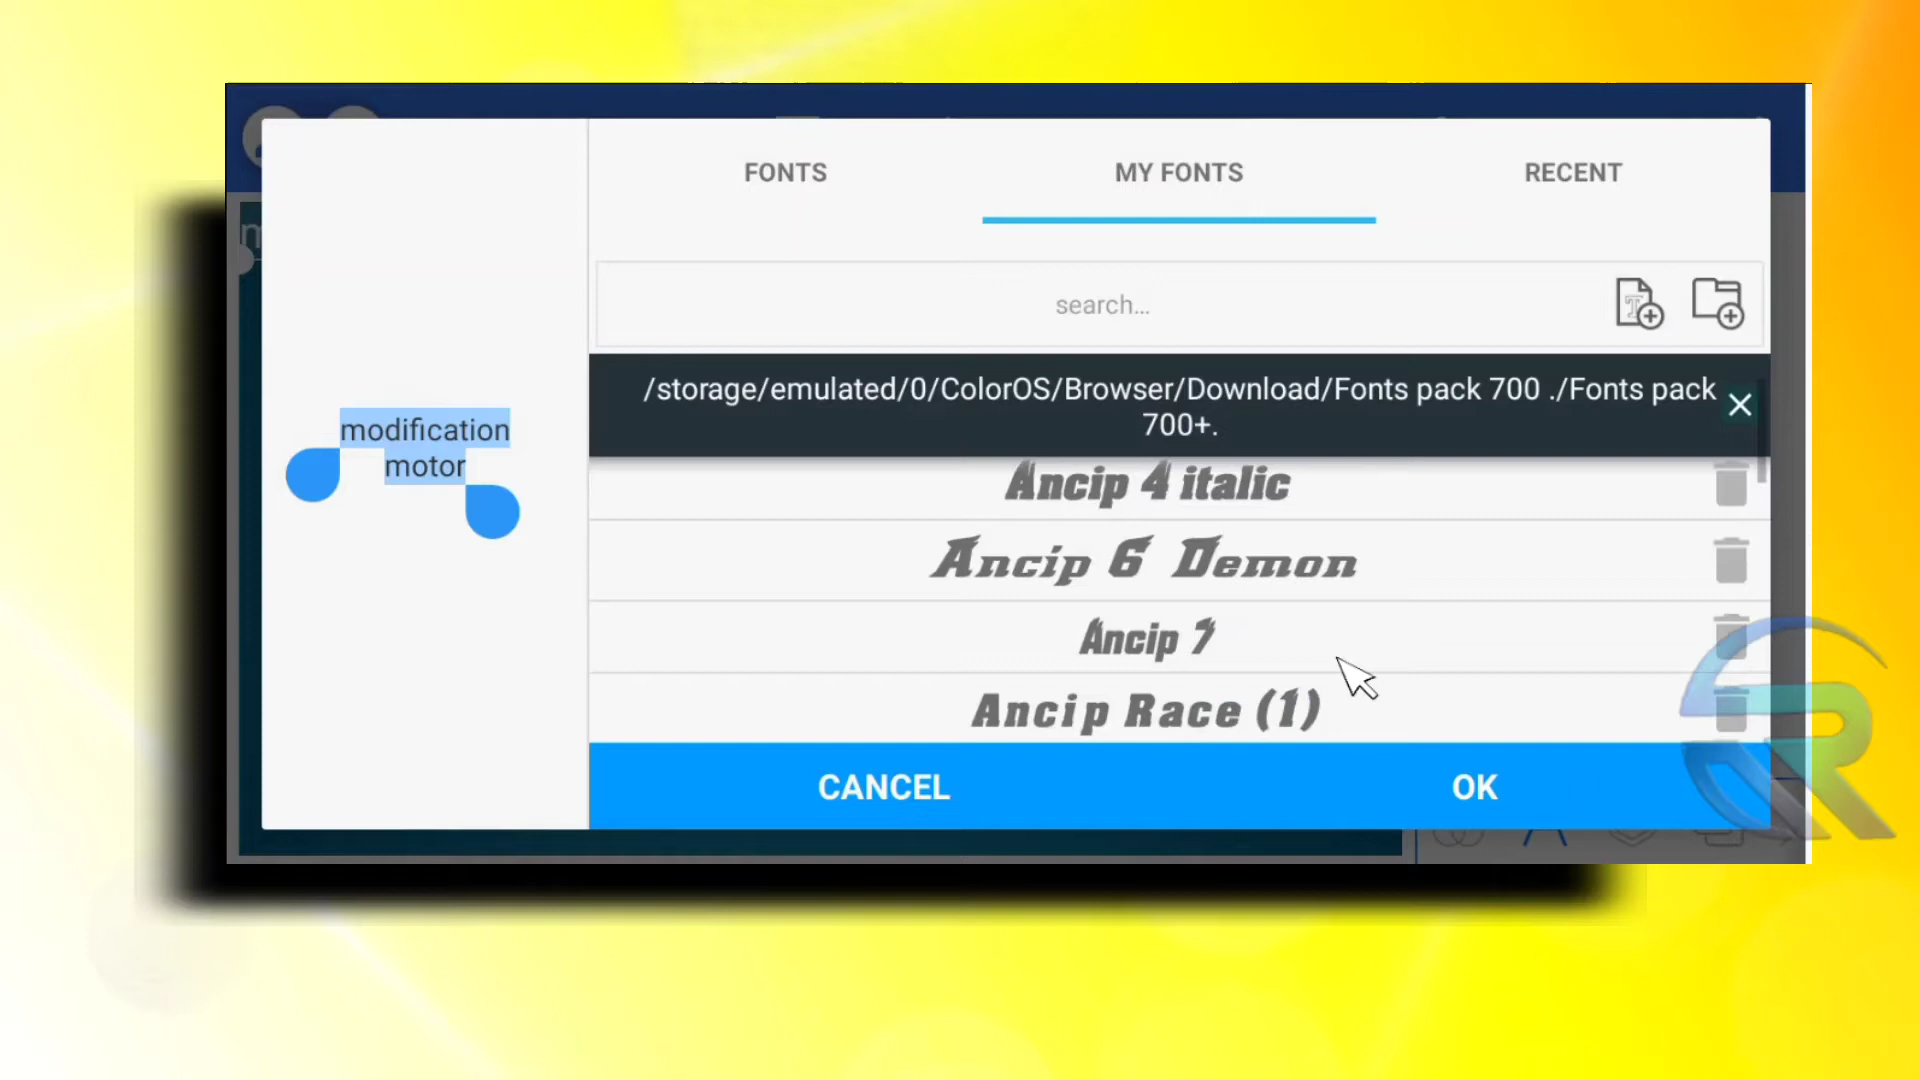 FONTS
MY FONTS
RECENT
search...
/storage/emulated/0/ColorOS/Browser/Download/Fonts pack 700 ./Fonts pack
700+.
modification
motor
Ancip 4 italic
Ancip 6 Demon
Ancip 7
Ancip Race (1)
CANCEL
OK